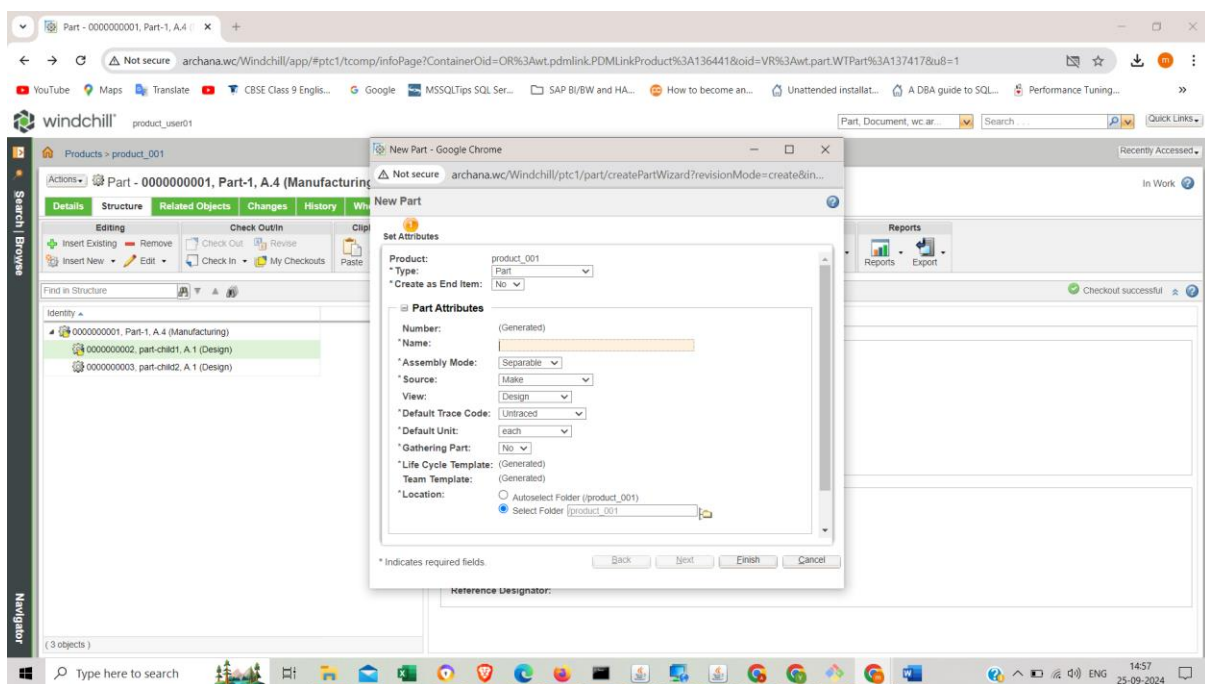 Part - 0000000001, Part-1, A.4
Not secure archana.wc/Windchill/app/#ptc1/tcomp/infoPage?ContainerOid=OR%3Awt.pdmlink.PDMLinkProduct%3A136441&oid=VR%3Awt.part.WTPart%3A137417&u8=1
m
YouTube Maps Translate CBSE Class 9 Englis... Google MSSQLTips SQL Ser... SAP BI/BW and HA... How to become an... Unattended installat... A DBA guide to SQL... Performance Tuning... »
windchill® product_user01 Part, Document, wc.ar... Search . . . Quick Links
Products > product_001 Recently Accessed
Actions Part - 0000000001, Part-1, A.4 (Manufacturing In Work
Details Structure Related Objects Changes History Wh
Editing Check Out/In Clip Reports
Insert Existing Remove Check Out Revise
Insert New Edit Check In My Checkouts Paste Reports Export
Find in Structure Checkout successful
Identity
0000000001, Part-1, A.4 (Manufacturing)
0000000002, part-child1, A.1 (Design)
0000000003, part-child2, A.1 (Design)
(3 objects)
Search | Browse
Navigator
New Part - Google Chrome
Not secure archana.wc/Windchill/ptc1/part/createPartWizard?revisionMode=create&in...
New Part
1
Set Attributes
Product: product_001
*Type: Part
*Create as End Item: No
Part Attributes
Number: (Generated)
*Name:
*Assembly Mode: Separable
*Source: Make
View: Design
*Default Trace Code: Untraced
*Default Unit: each
*Gathering Part: No
*Life Cycle Template: (Generated)
Team Template: (Generated)
*Location: Autoselect Folder (/product_001)
Select Folder /product_001
* Indicates required fields. Back Next Finish Cancel
Reference Designator:
Type here to search ENG 14:57
25-09-2024